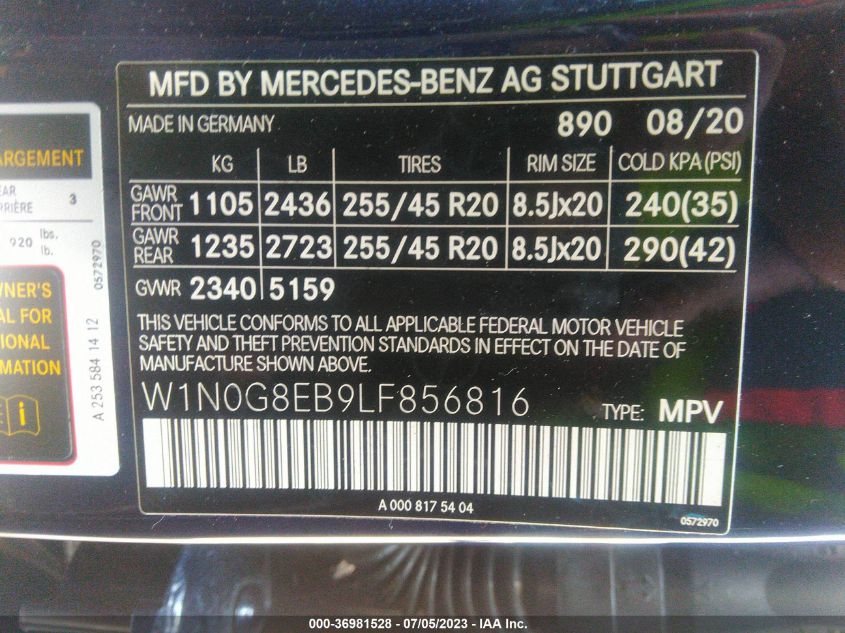 MFD BY MERCEDES-BENZ AG STUTTGART
MADE IN GERMANY 890 08/20
KG LB TIRES RIM SIZE COLD KPA (PSI)
GAWR FRONT 1105 2436 255/45 R20 8.5Jx20 240(35)
GAWR REAR 1235 2723 255/45 R20 8.5Jx20 290(42)
GVWR 2340 5159
THIS VEHICLE CONFORMS TO ALL APPLICABLE FEDERAL MOTOR VEHICLE
SAFETY AND THEFT PREVENTION STANDARDS IN EFFECT ON THE DATE OF
MANUFACTURE SHOWN ABOVE.
W1N0G8EB9LF856816 TYPE: MPV
A 000 817 54 04
0572970
ARGEMENT
EAR
RRIÈRE 3
920 lbs.
lb.
WNER'S
AL FOR
IONAL
MATION
i
A 253 584 14 12 0572970
000-36981528 - 07/05/2023 - IAA Inc.